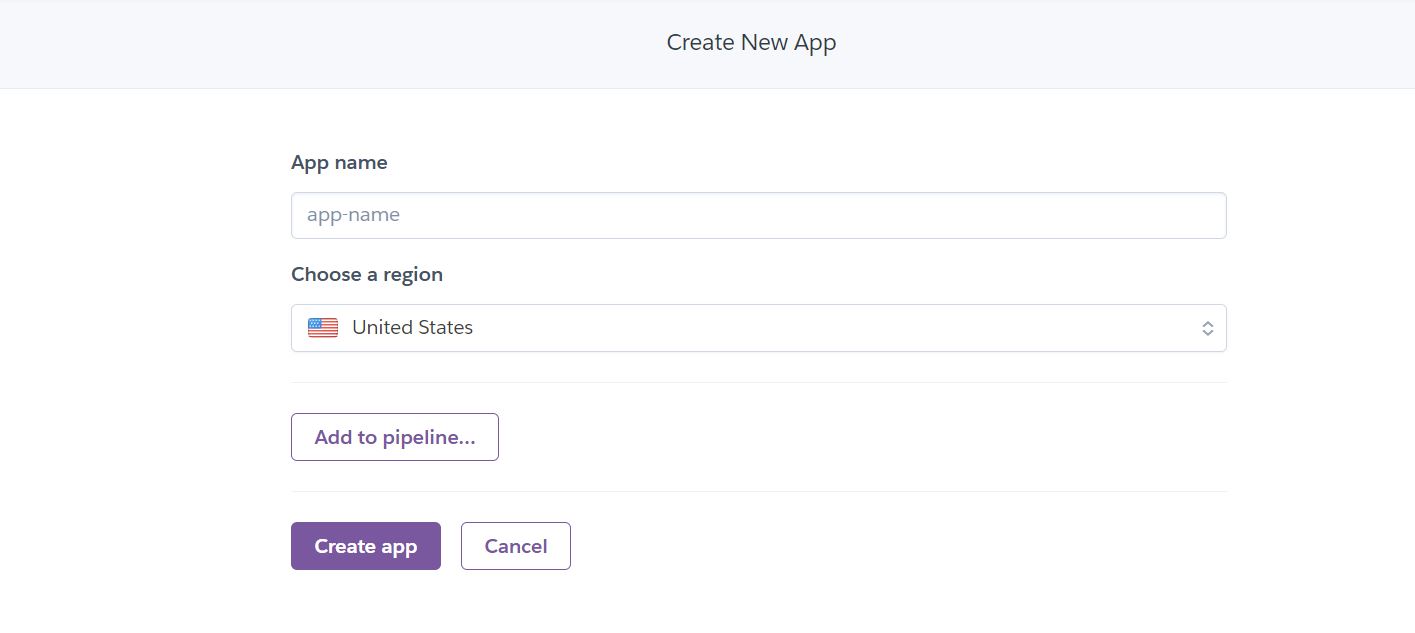 Create New App
App name
app-name
Choose a region
United States
Add to pipeline...
Create app Cancel